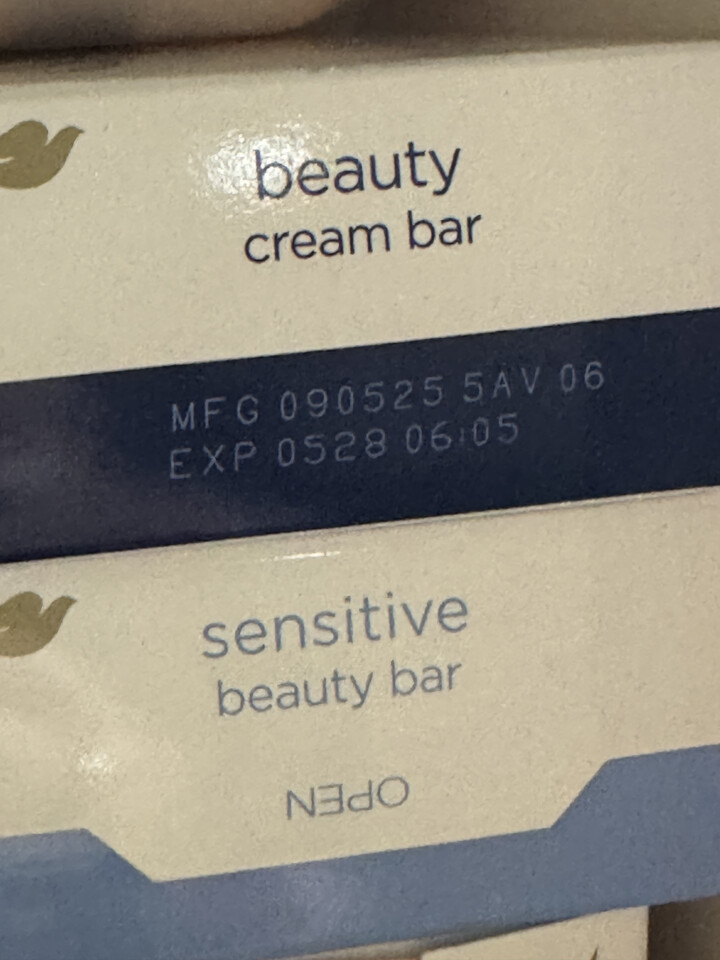 beauty
cream bar
MFG 090525 5AV 06
EXP 0528 06:05
sensitive
beauty bar
OPEN